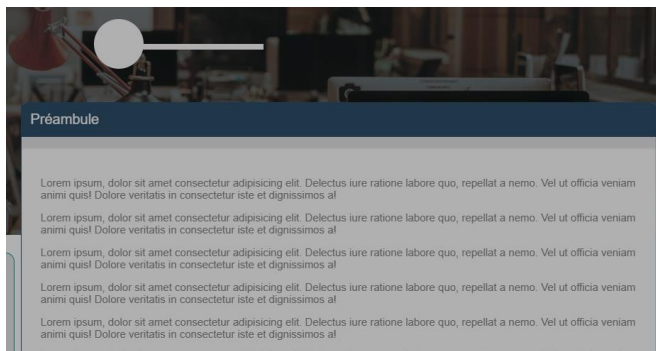 Préambule
Lorem ipsum, dolor sit amet consectetur adipisicing elit. Delectus iure ratione labore quo, repellat a nemo. Vel ut officia veniam
animi quis! Dolore veritatis in consectetur iste et dignissimos a!
Lorem ipsum, dolor sit amet consectetur adipisicing elit. Delectus iure ratione labore quo, repellat a nemo. Vel ut officia veniam
animi quis! Dolore veritatis in consectetur iste et dignissimos a!
Lorem ipsum, dolor sit amet consectetur adipisicing elit. Delectus iure ratione labore quo, repellat a nemo. Vel ut officia veniam
animi quis! Dolore veritatis in consectetur iste et dignissimos a!
Lorem ipsum, dolor sit amet consectetur adipisicing elit. Delectus iure ratione labore quo, repellat a nemo. Vel ut officia veniam
animi quis! Dolore veritatis in consectetur iste et dignissimos a!
Lorem ipsum, dolor sit amet consectetur adipisicing elit. Delectus iure ratione labore quo, repellat a nemo. Vel ut officia veniam
animi quis! Dolore veritatis in consectetur iste et dignissimos a!